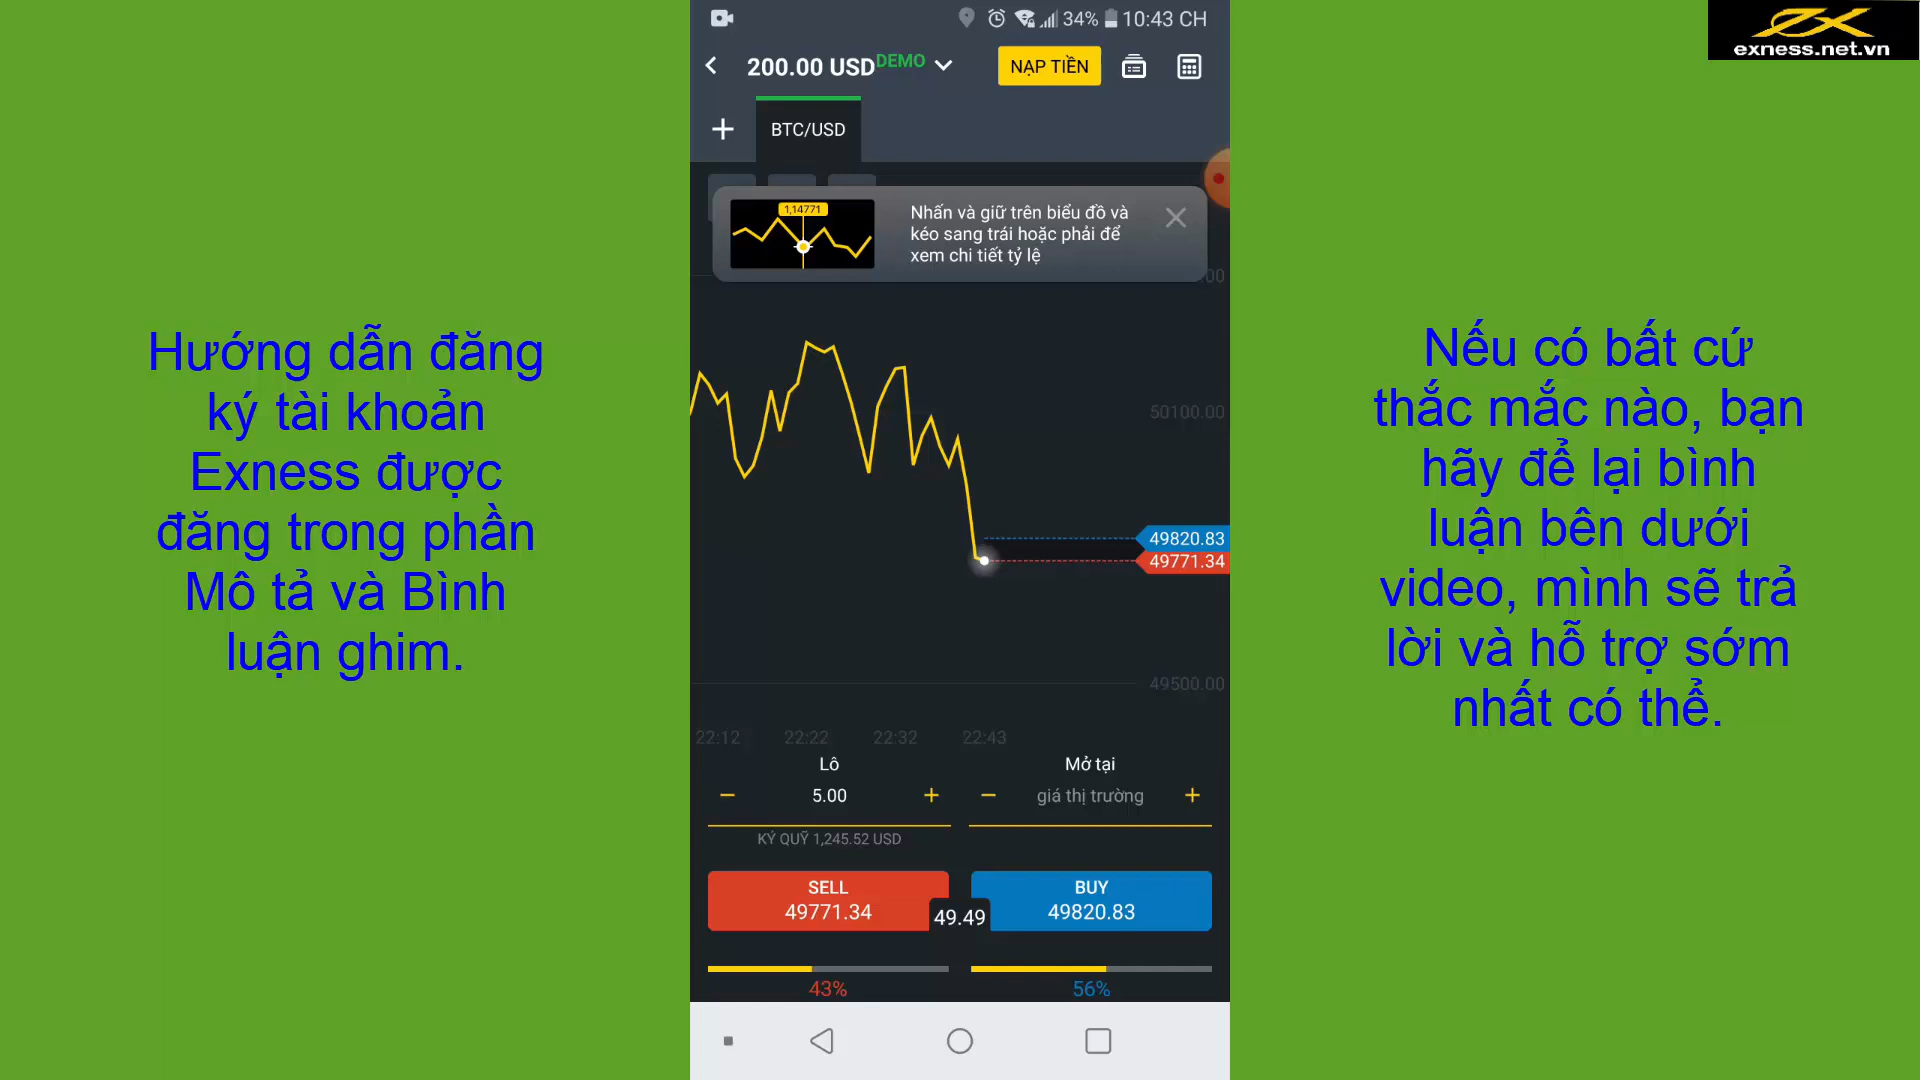 34% 10:43 CH
exness.net.vn
200.00 USD DEMO
NẠP TIỀN
BTC/USD
1,14771
Nhấn và giữ trên biểu đồ và
kéo sang trái hoặc phải để
xem chi tiết tỷ lệ
Hướng dẫn đăng
ký tài khoản
Exness được
đăng trong phần
Mô tả và Bình
luận ghim.
50100.00
49820.83
49771.34
49500.00
22:12 22:22 22:32 22:43
Lô
5.00
KÝ QUỸ 1,245.52 USD
Mở tại
giá thị trường
SELL
49771.34
49.49
BUY
49820.83
43%
56%
Nếu có bất cứ
thắc mắc nào, bạn
hãy để lại bình
luận bên dưới
video, mình sẽ trả
lời và hỗ trợ sớm
nhất có thể.